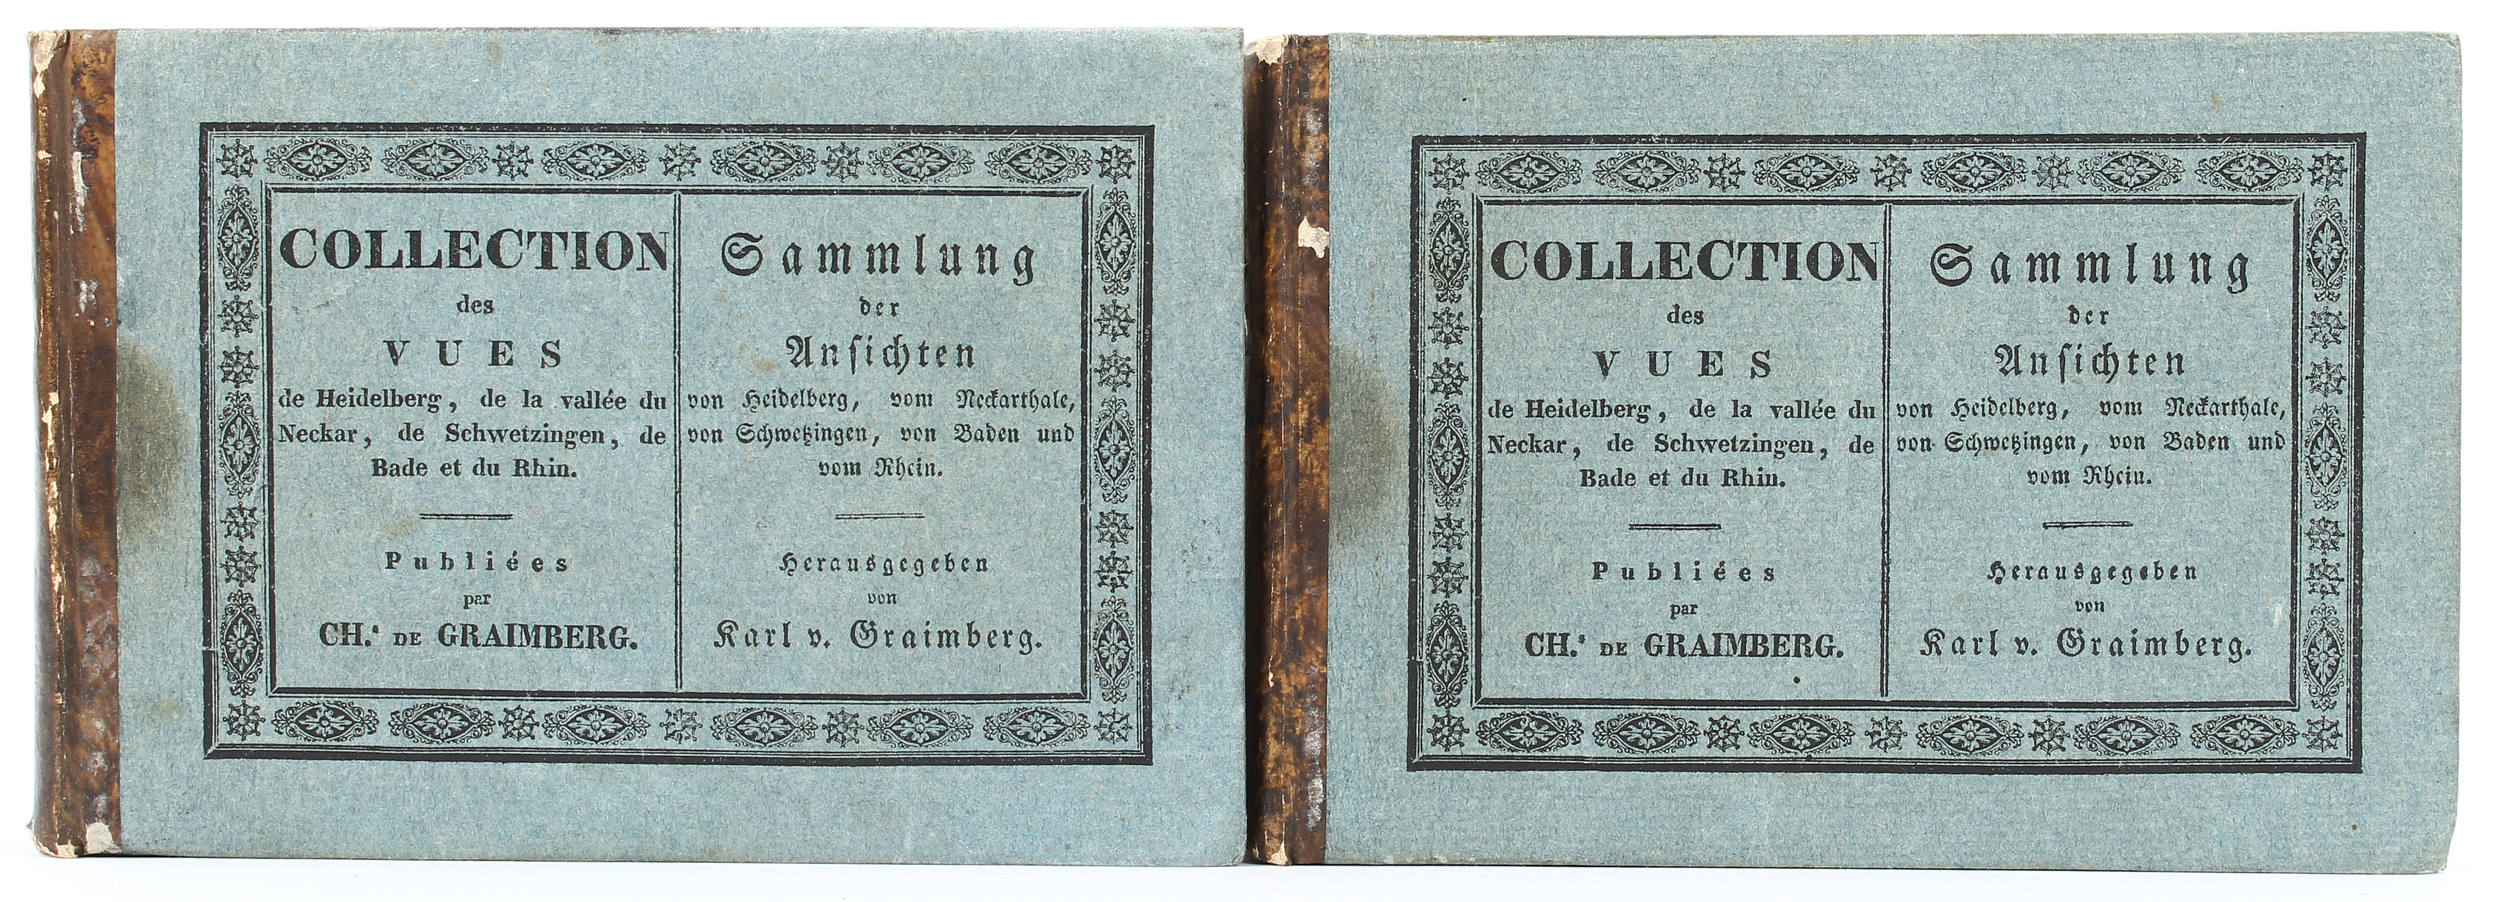 COLLECTION
des
VUES
de Heidelberg, de la vallée du
Neckar, de Schwetzingen, de
Bade et du Rhin.
Publiées
par
CH.s DE GRAIMBERG.
Sammlung
der
Ansichten
von Heidelberg, vom Neckarthale,
von Schwetzingen, von Baden und
vom Rhein.
Herausgegeben
von
Karl v. Graimberg.
COLLECTION
des
VUES
de Heidelberg, de la vallée du
Neckar, de Schwetzingen, de
Bade et du Rhin.
Publiées
par
CH.s DE GRAIMBERG.
Sammlung
der
Ansichten
von Heidelberg, vom Neckarthale,
von Schwetzingen, von Baden und
vom Rhein.
Herausgegeben
von
Karl v. Graimberg.